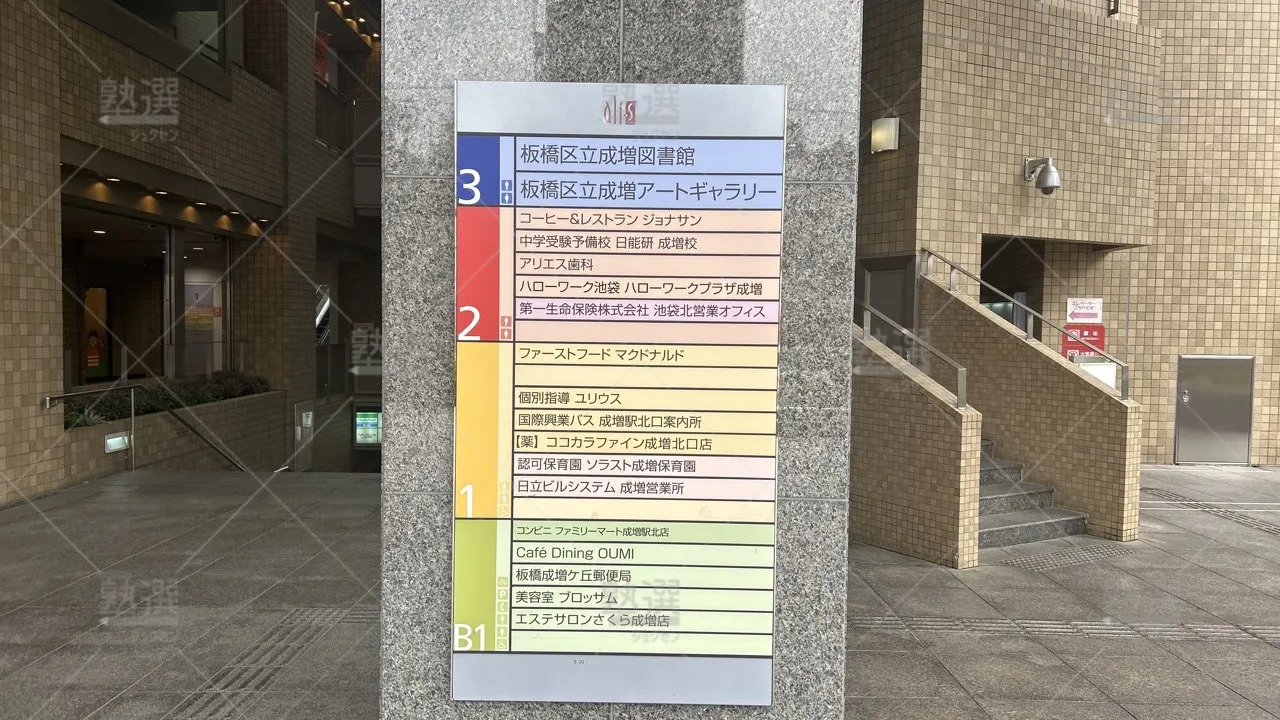 alis
3
板橋区立成増図書館
板橋区立成増アートギャラリー
2
コーヒー&レストラン ジョナサン
中学受験予備校 日能研 成増校
アリエス歯科
ハローワーク池袋 ハローワークプラザ成増
第一生命保険株式会社 池袋北営業オフィス
1
ファーストフード マクドナルド
個別指導 ユリウス
国際興業バス 成増駅北口案内所
【薬】ココカラファイン成増北口店
認可保育園 ソラスト成増保育園
日立ビルシステム 成増営業所
B1
コンビニ ファミリーマート成増駅北店
Café Dining OUMI
板橋成増ケ丘郵便局
美容室 ブロッサム
エステサロンさくら成増店
塾選
ジュクセン